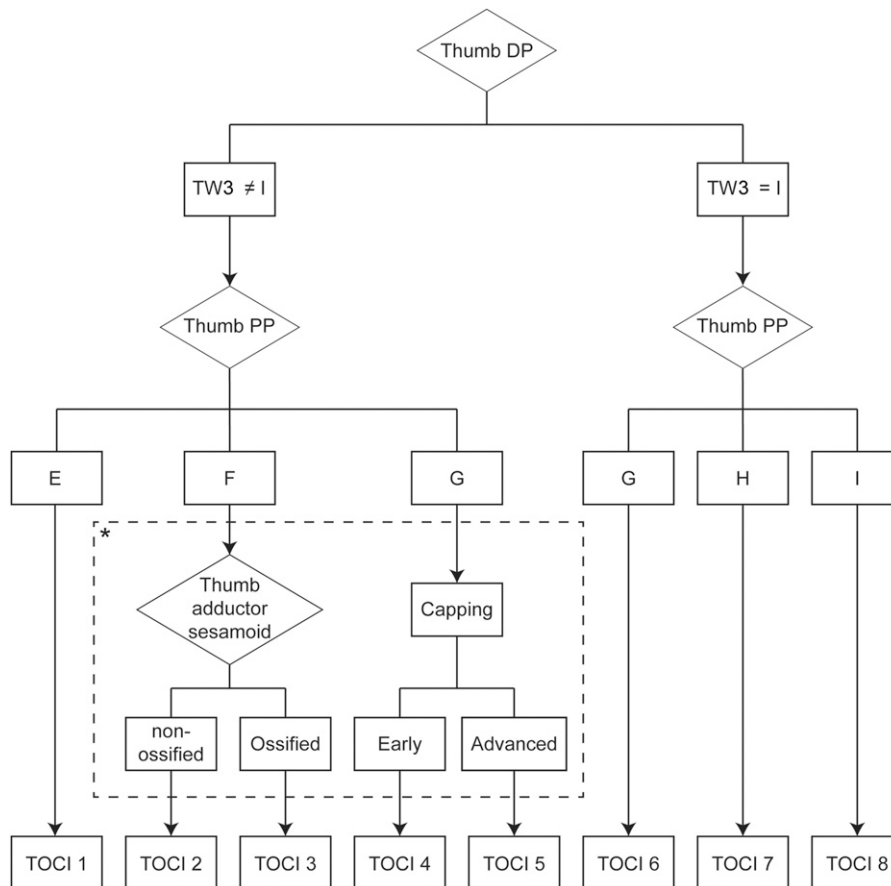 Thumb DP
TW3 ≠ I
TW3 = I
Thumb PP
Thumb PP
E
F
G
G
H
I
*
Thumb
adductor
sesamoid
Capping
non-
ossified
Ossified
Early
Advanced
TOCI 1
TOCI 2
TOCI 3
TOCI 4
TOCI 5
TOCI 6
TOCI 7
TOCI 8